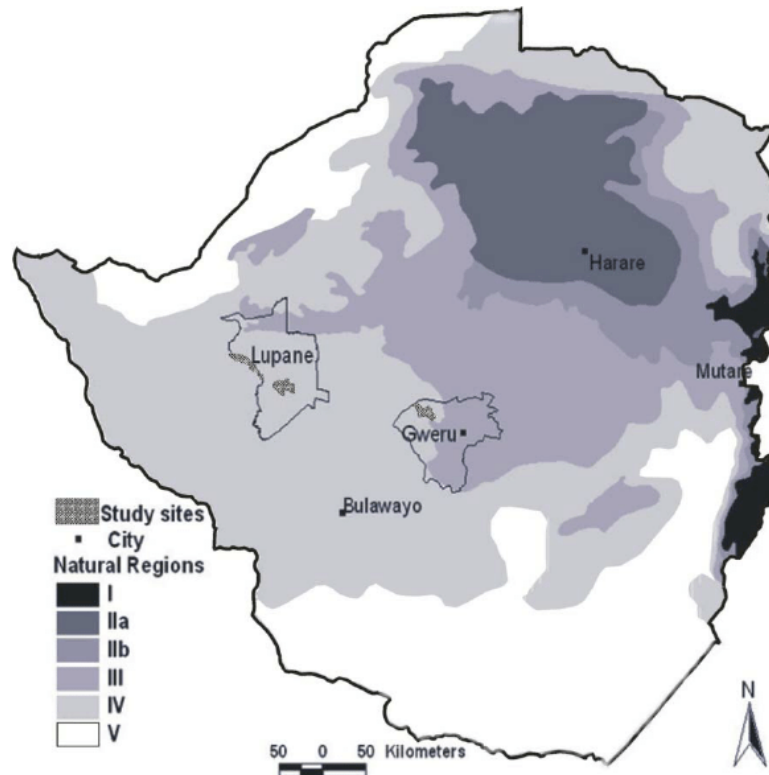 Harare
Mutare
Lupane
Gweru
Bulawayo
Study sites
City
Natural Regions
I
IIa
IIb
III
IV
V
N
50 0 50 Kilometers